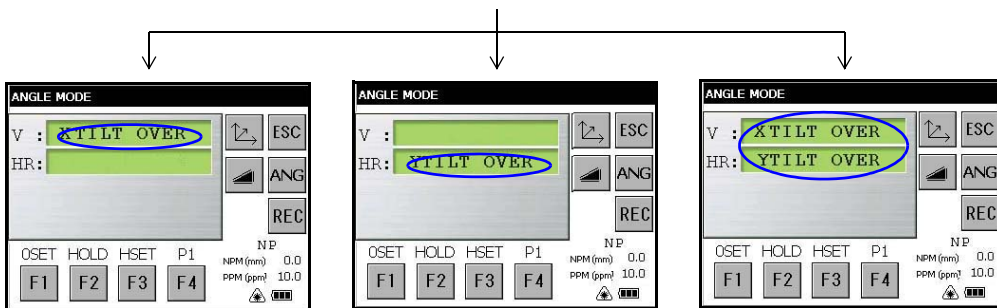 ANGLE MODE
V : XTILT OVER
HR:
ESC
ANG
REC
0SET HOLD HSET P1
F1 F2 F3 F4
NP
NPM (mm) 0.0
PPM (ppm) 10.0
ANGLE MODE
V :
HR: YTILT OVER
ESC
ANG
REC
0SET HOLD HSET P1
F1 F2 F3 F4
NP
NPM (mm) 0.0
PPM (ppm) 10.0
ANGLE MODE
V : XTILT OVER
HR: YTILT OVER
ESC
ANG
REC
0SET HOLD HSET P1
F1 F2 F3 F4
NP
NPM (mm) 0.0
PPM (ppm) 10.0